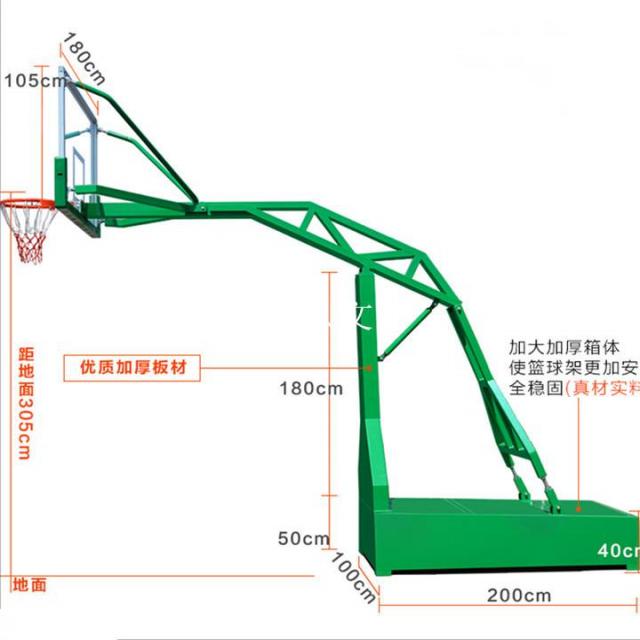 180cm
105cm
文
优质加厚板材
距地面305cm
180cm
加大加厚箱体
使篮球架更加安
全稳固(真材实料
50cm
40cm
100cm
200cm
地面